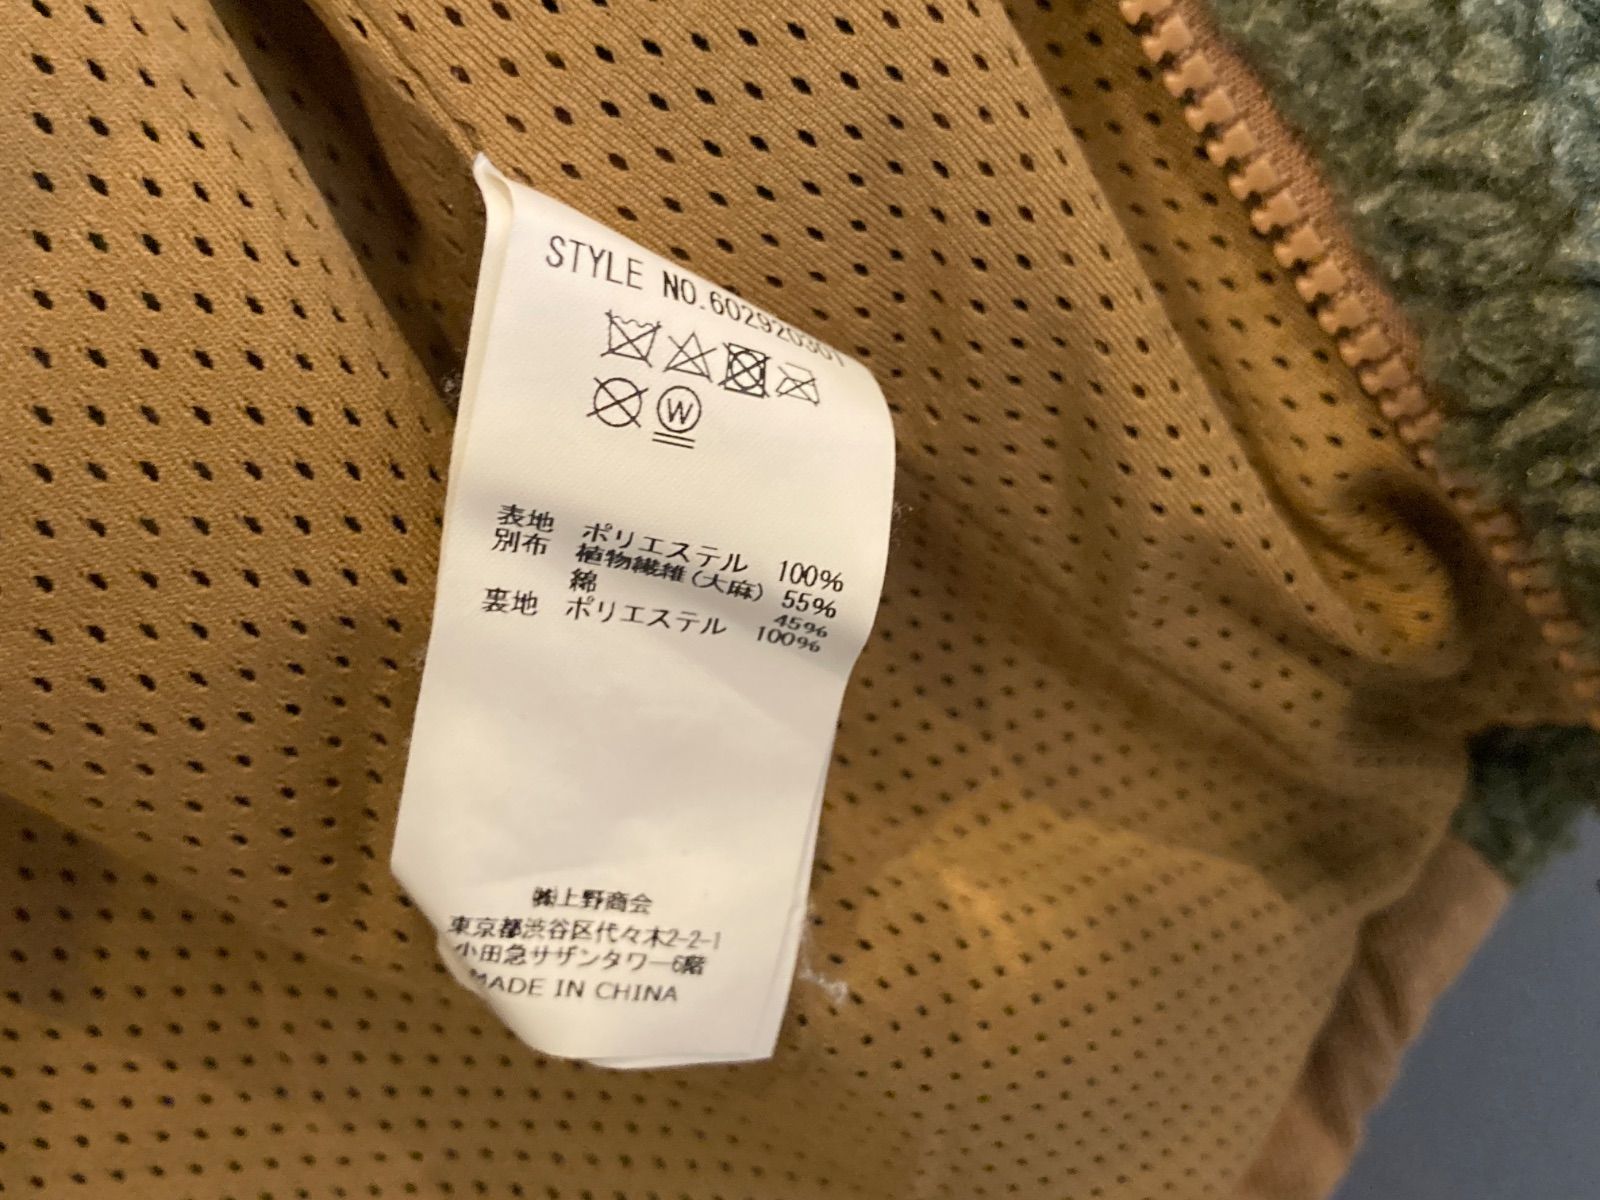 STYLE NO.602920301
W
表地 ポリエステル 100%
別布 植物繊維(大麻) 55%
綿 45%
裏地 ポリエステル 100%
㈱上野商会
東京都渋谷区代々木2-2-1
小田急サザンタワー6階
MADE IN CHINA